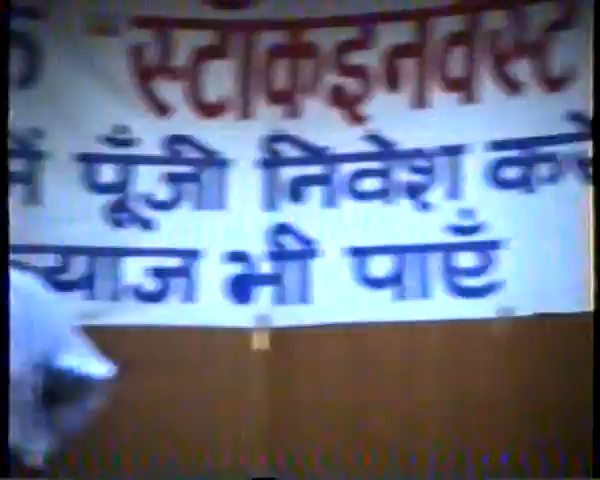 "स्टॉकइनवेस्ट
में पूँजी निवेश करें
ब्याज भी पाएँ